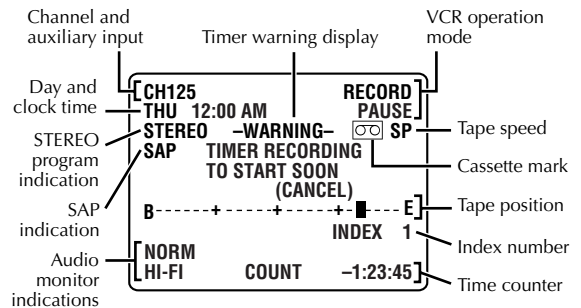 Channel and
auxiliary input
Timer warning display
VCR operation
mode
CH125
RECORD
Day and
clock time
THU 12:00 AM
PAUSE
STEREO
program
indication
STEREO –WARNING– SP
Tape speed
SAP
TIMER RECORDING
TO START SOON
(CANCEL)
Cassette mark
SAP
indication
B------+------+------+-- ----E
Tape position
INDEX 1
Index number
Audio
monitor
indications
NORM
HI-FI COUNT –1:23:45
Time counter